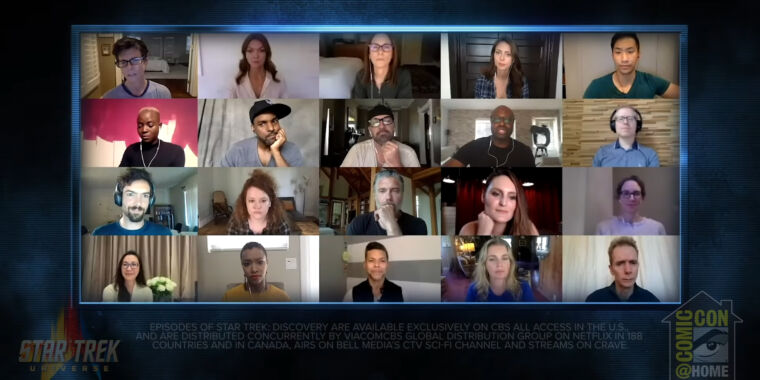 EPISODES OF STAR TREK: DISCOVERY ARE AVAILABLE EXCLUSIVELY ON CBS ALL ACCESS IN THE U.S.,
AND ARE DISTRIBUTED CONCURRENTLY BY VIACOMCBS GLOBAL DISTRIBUTION GROUP ON NETFLIX IN 188
COUNTRIES AND IN CANADA, AIRS ON BELL MEDIA'S CTV SCI-FI CHANNEL AND STREAMS ON CRAVE.
STAR TREK
UNIVERSE
@COMIC CON
@HOME